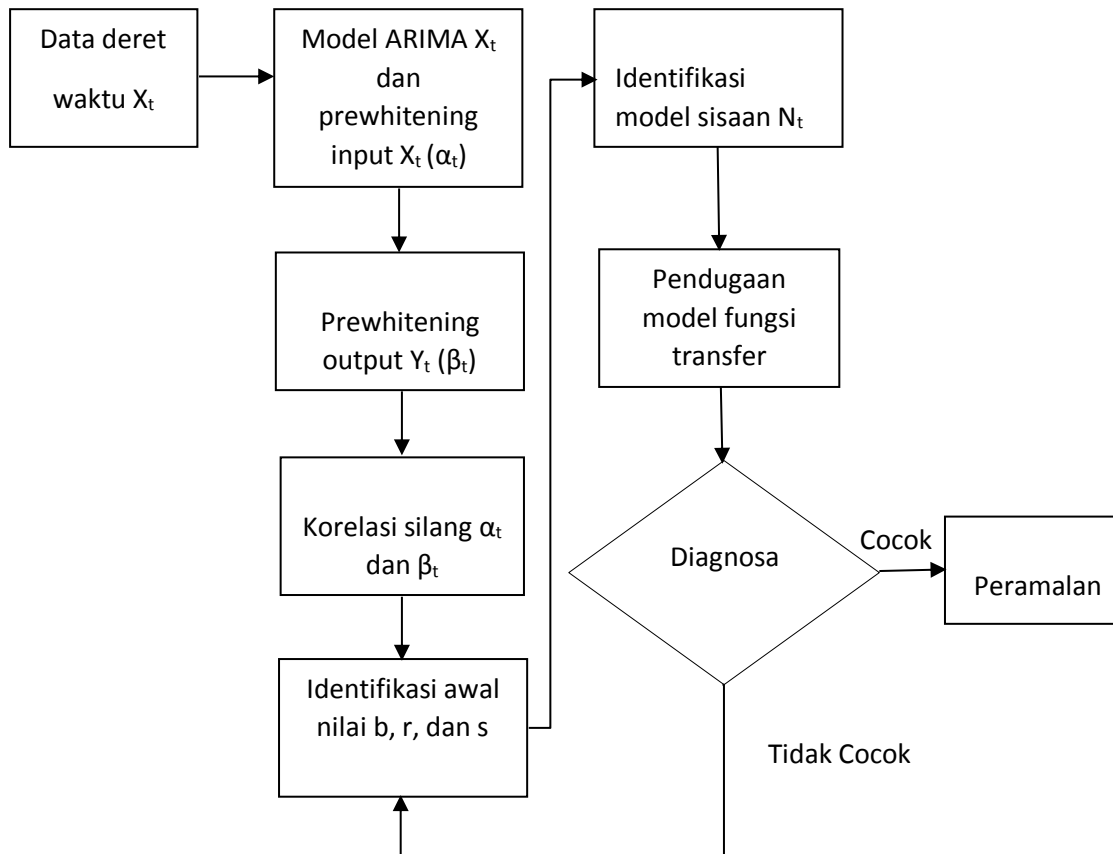 Data deret
waktu Xₜ
Model ARIMA Xₜ
dan
prewhitening
input Xₜ (αₜ)
Prewhitening
output Yₜ (βₜ)
Korelasi silang αₜ
dan βₜ
Identifikasi awal
nilai b, r, dan s
Identifikasi
model sisaan Nₜ
Pendugaan
model fungsi
transfer
Diagnosa
Cocok
Peramalan
Tidak Cocok